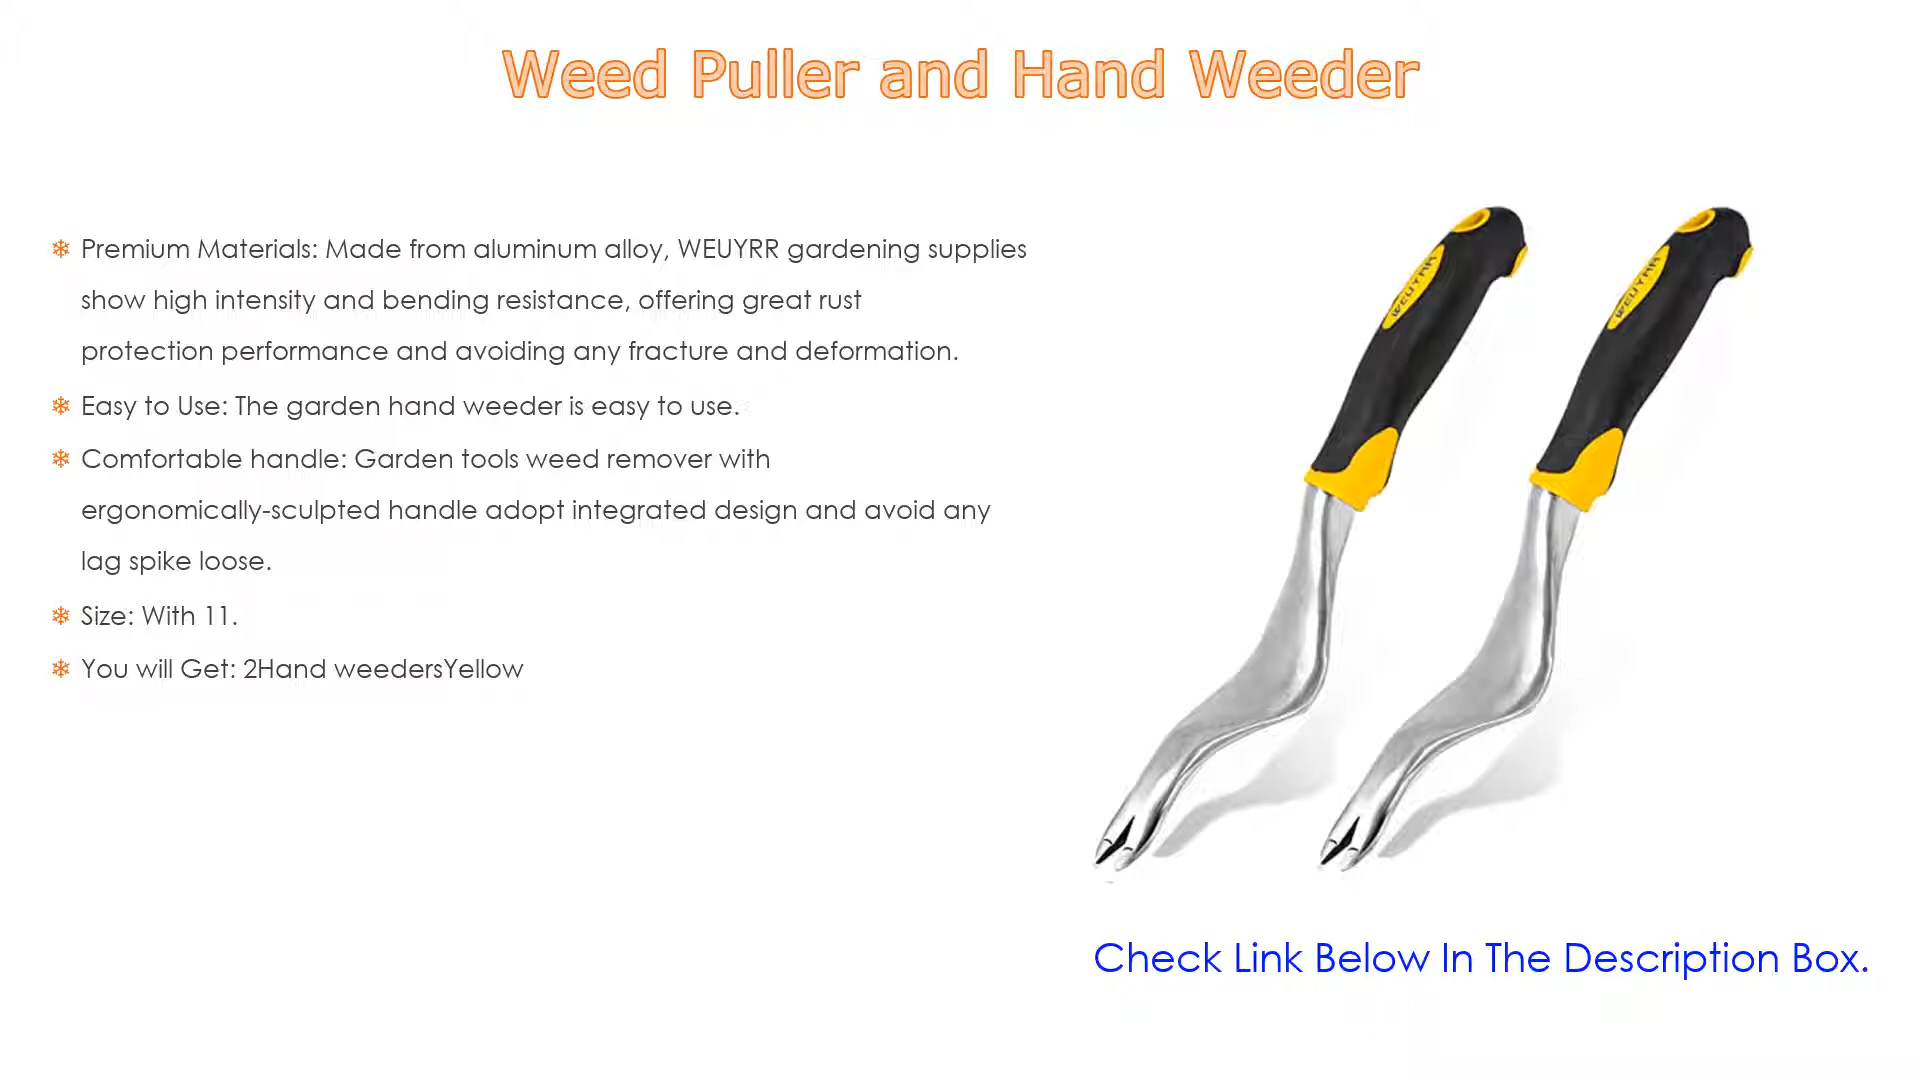 Weed Puller and Hand Weeder
Premium Materials: Made from aluminum alloy, WEUYRR gardening supplies
show high intensity and bending resistance, offering great rust
protection performance and avoiding any fracture and deformation.
Easy to Use: The garden hand weeder is easy to use.
Comfortable handle: Garden tools weed remover with
ergonomically-sculpted handle adopt integrated design and avoid any
lag spike loose.
Size: With 11.
You will Get: 2Hand weedersYellow
WEUYRR
WEUYRR
Check Link Below In The Description Box.